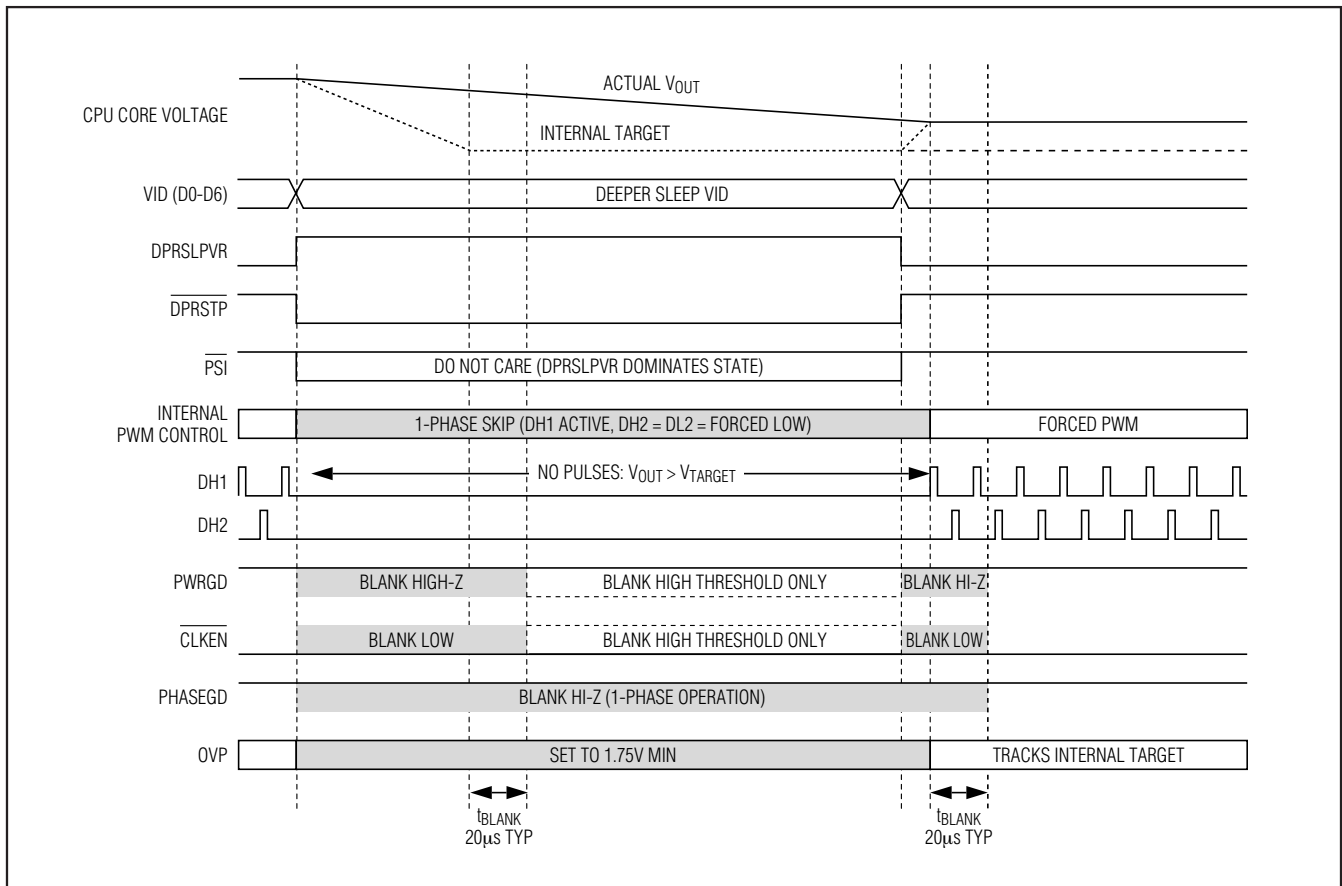 ACTUAL VOUT
CPU CORE VOLTAGE
INTERNAL TARGET
VID (D0-D6)
DEEPER SLEEP VID
DPRSLPVR
DPRSTP
PSI
DO NOT CARE (DPRSLPVR DOMINATES STATE)
INTERNAL
PWM CONTROL
1-PHASE SKIP (DH1 ACTIVE, DH2 = DL2 = FORCED LOW)
FORCED PWM
DH1
NO PULSES: VOUT > VTARGET
DH2
PWRGD
BLANK HIGH-Z
BLANK HIGH THRESHOLD ONLY
BLANK HI-Z
CLKEN
BLANK LOW
BLANK HIGH THRESHOLD ONLY
BLANK LOW
PHASEGD
BLANK HI-Z (1-PHASE OPERATION)
OVP
SET TO 1.75V MIN
TRACKS INTERNAL TARGET
tBLANK
20μs TYP
tBLANK
20μs TYP